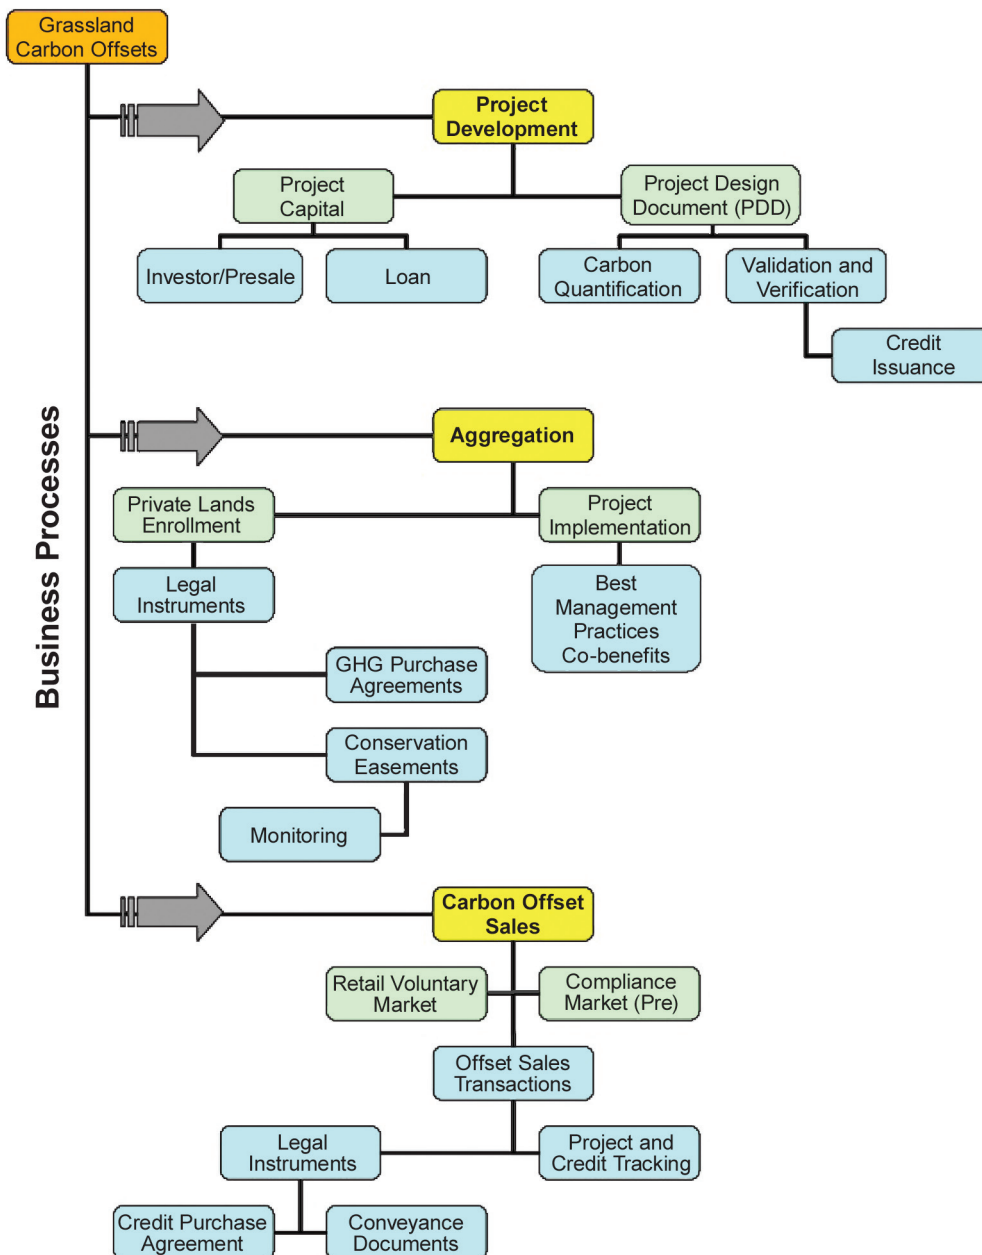 Grassland
Carbon Offsets
Project
Development
Project
Capital
Project Design
Document (PDD)
Investor/Presale
Loan
Carbon
Quantification
Validation and
Verification
Credit
Issuance
Business Processes
Aggregation
Private Lands
Enrollment
Project
Implementation
Legal
Instruments
Best
Management
Practices
Co-benefits
GHG Purchase
Agreements
Conservation
Easements
Monitoring
Carbon Offset
Sales
Retail Voluntary
Market
Compliance
Market (Pre)
Offset Sales
Transactions
Legal
Instruments
Project and
Credit Tracking
Credit Purchase
Agreement
Conveyance
Documents